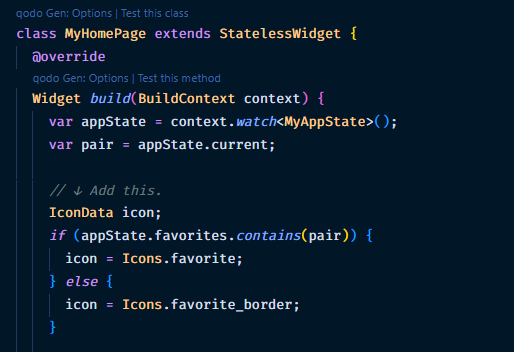 qodo Gen: Options | Test this class
class MyHomePage extends StatelessWidget {
@override
qodo Gen: Options | Test this method
Widget build(BuildContext context) {
var appState = context.watch<MyAppState>();
var pair = appState.current;
// ↓ Add this.
IconData icon;
if (appState.favorites.contains(pair)) {
icon = Icons.favorite;
} else {
icon = Icons.favorite_border;
}